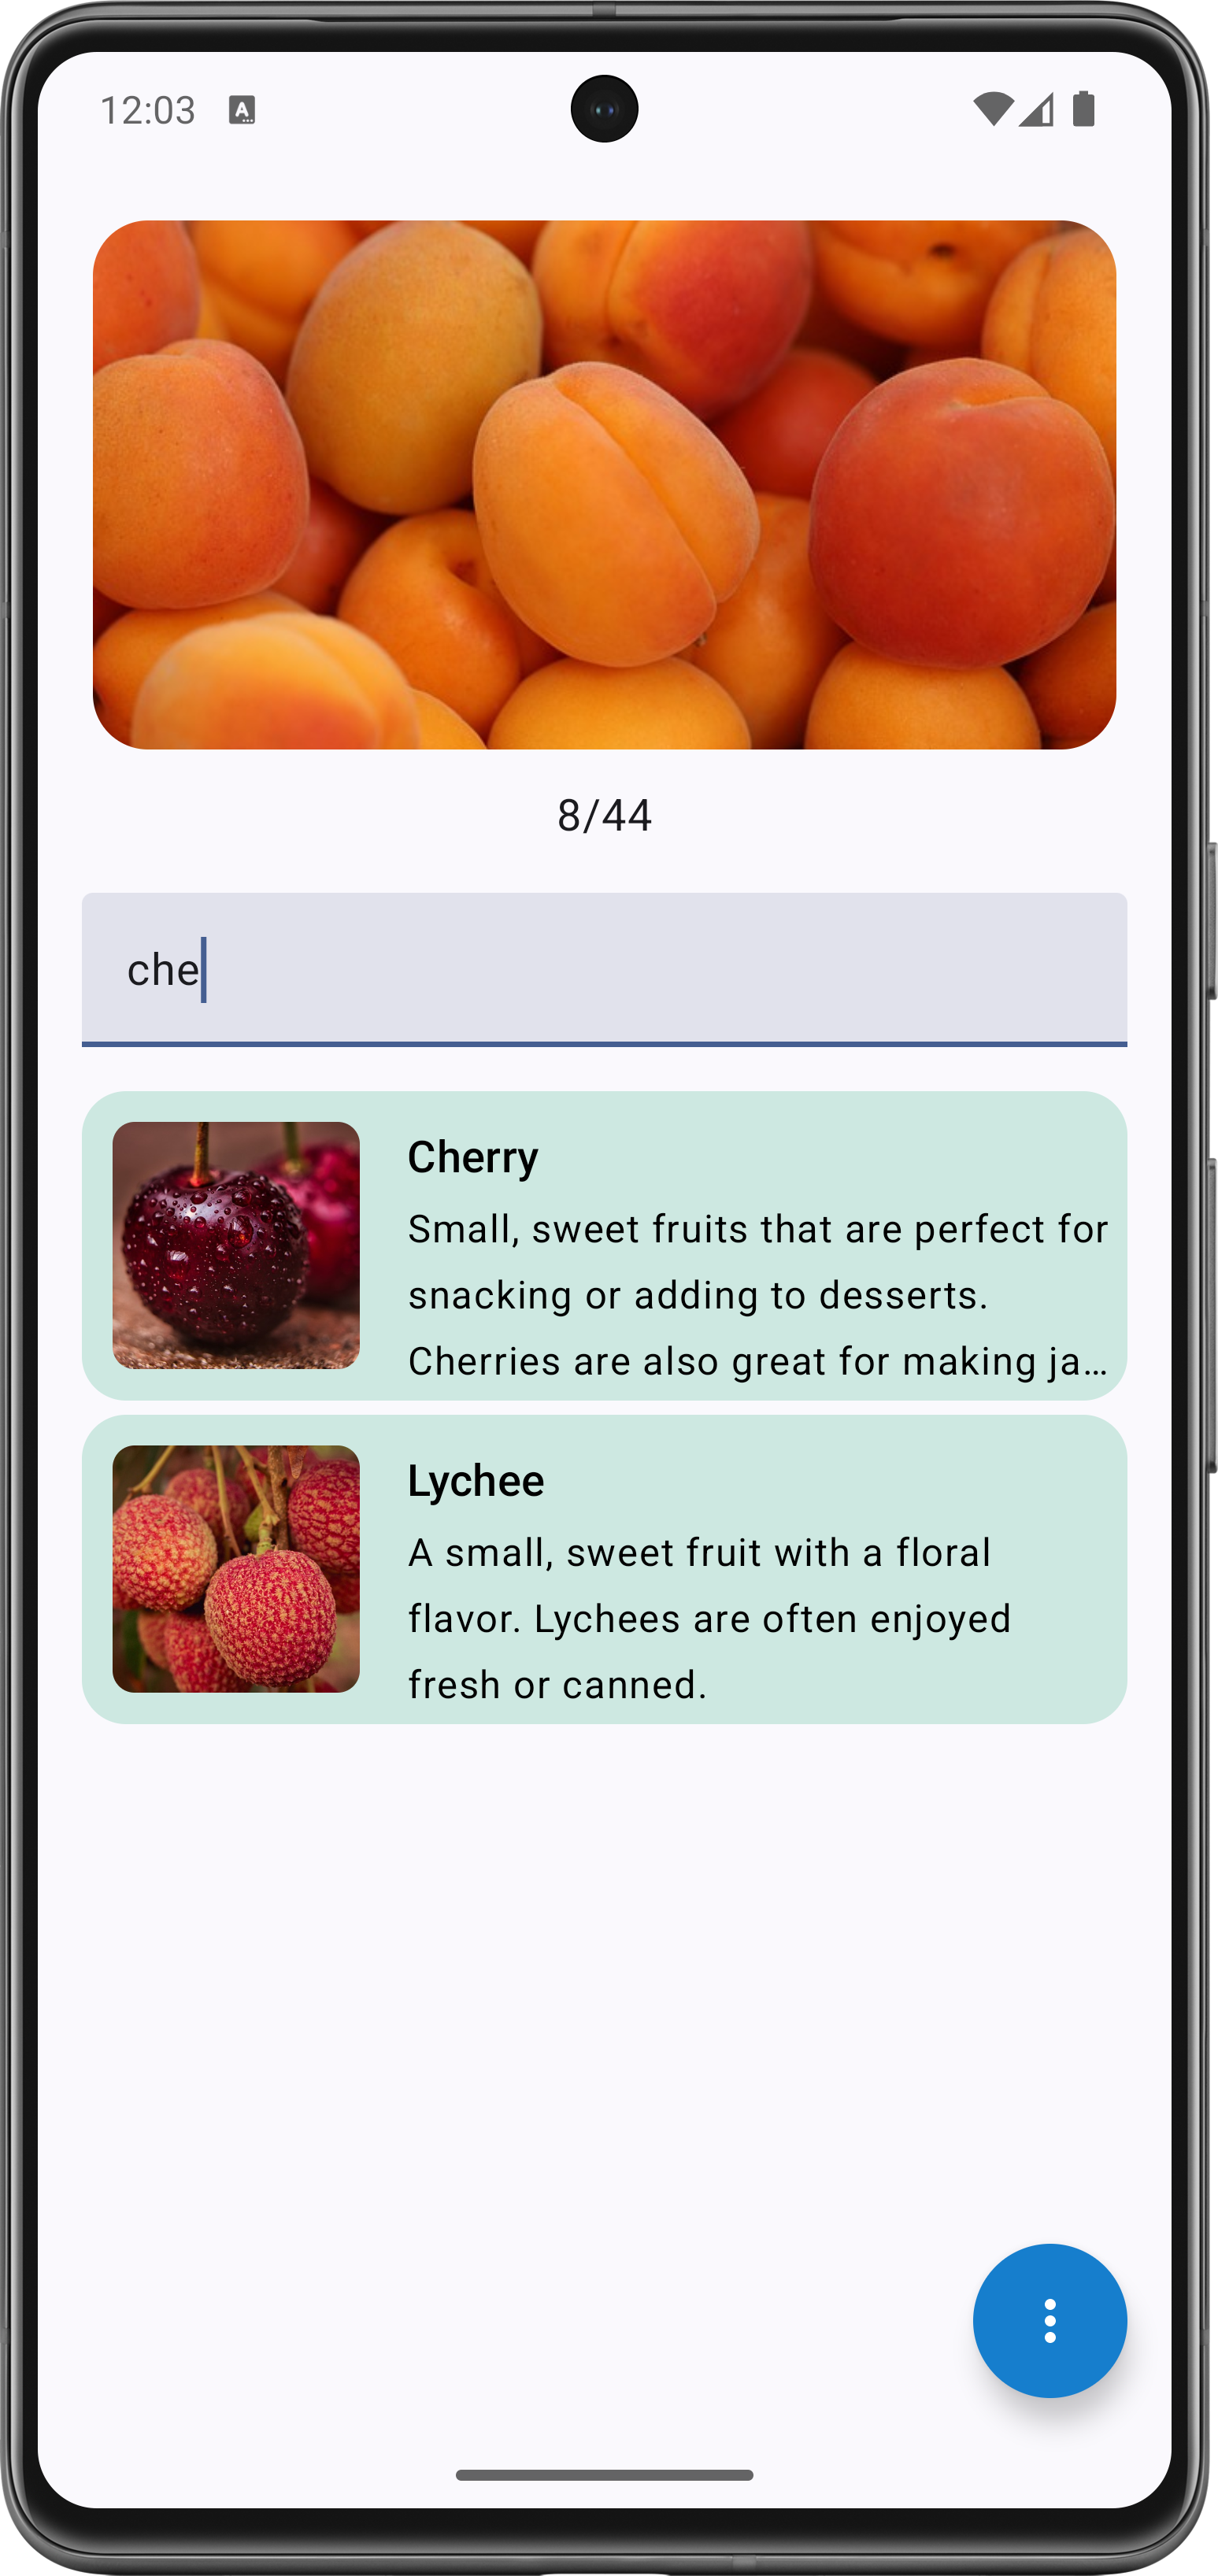 12:03
8/44
che
Cherry
Small, sweet fruits that are perfect for
snacking or adding to desserts.
Cherries are also great for making ja…
Lychee
A small, sweet fruit with a floral
flavor. Lychees are often enjoyed
fresh or canned.